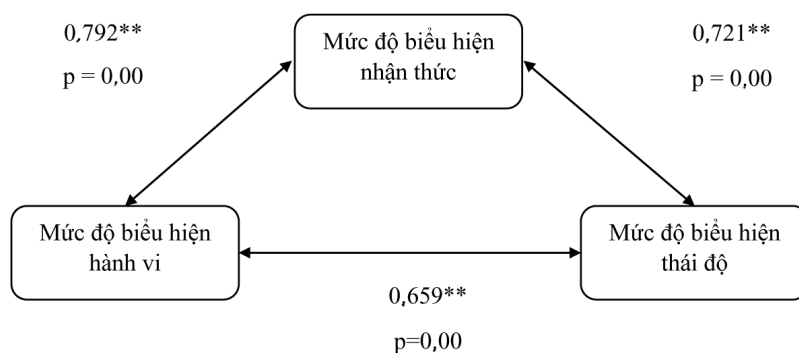 0,792**
p = 0,00
Mức độ biểu hiện
nhận thức
0,721**
p = 0,00
Mức độ biểu hiện
hành vi
Mức độ biểu hiện
thái độ
0,659**
p=0,00